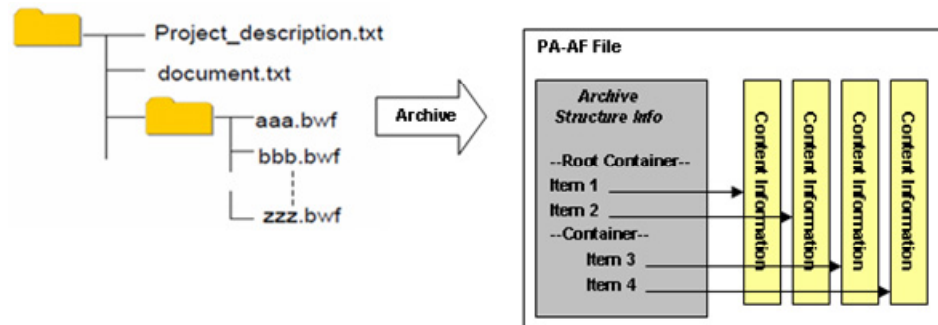 Project_description.txt
document.txt
aaa.bwf
bbb.bwf
zzz.bwf
Archive
PA-AF File
Archive
Structure Info
--Root Container--
Item 1
Item 2
--Container--
Item 3
Item 4
Content Information
Content Information
Content Information
Content Information